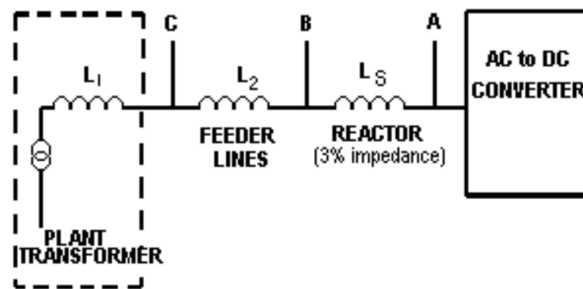 C
B
A
L1
L2
LS
AC to DC
CONVERTER
FEEDER
LINES
REACTOR
(3% impedance)
PLANT
TRANSFORMER